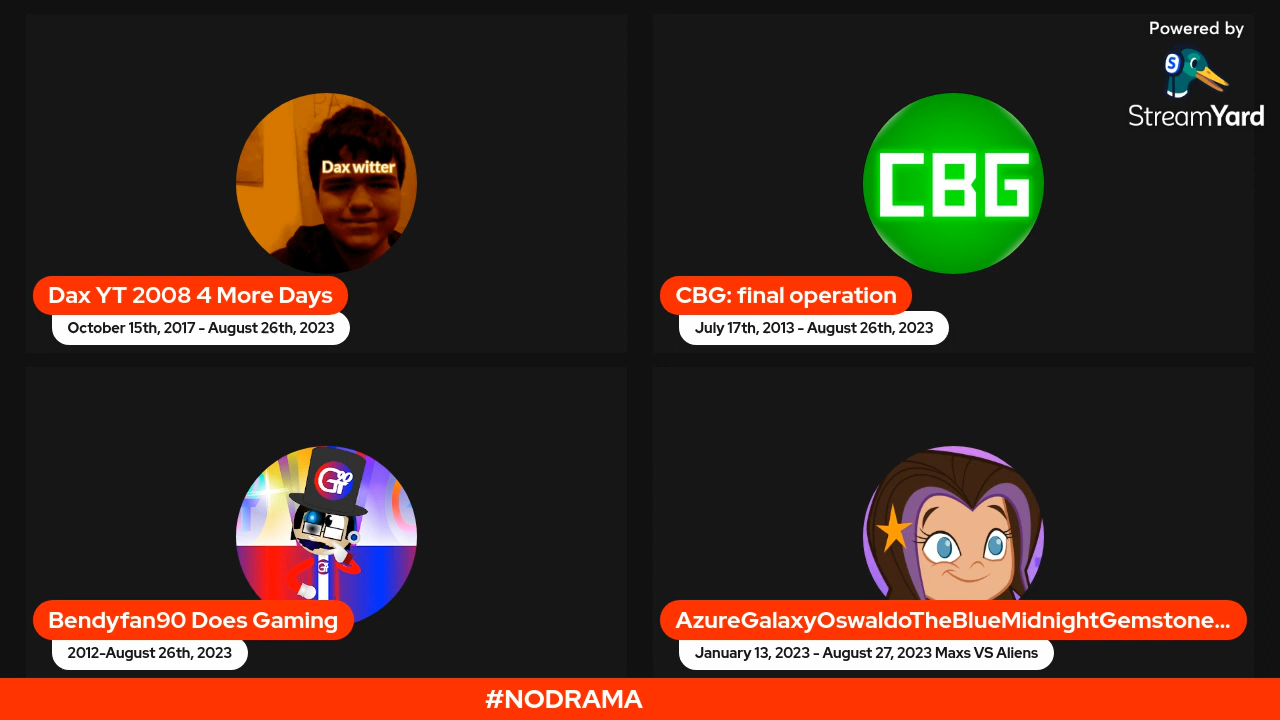 Powered by
StreamYard
Dax witter
CBG
Dax YT 2008 4 More Days
October 15th, 2017 - August 26th, 2023
CBG: final operation
July 17th, 2013 - August 26th, 2023
Bendyfan90 Does Gaming
2012-August 26th, 2023
AzureGalaxyOswaldoTheBlueMidnightGemstone...
January 13, 2023 - August 27, 2023 Maxs VS Aliens
#NODRAMA